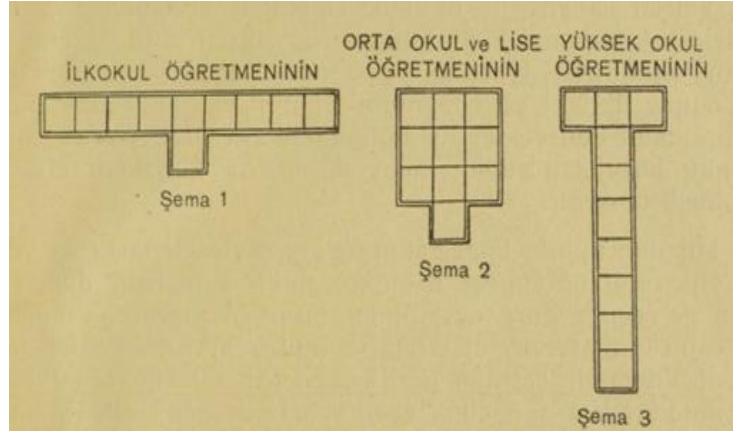 İLKOKUL ÖĞRETMENİNİN
Şema 1
ORTA OKUL ve LİSE
ÖĞRETMENİNİN
Şema 2
YÜKSEK OKUL
ÖĞRETMENİNİN
Şema 3